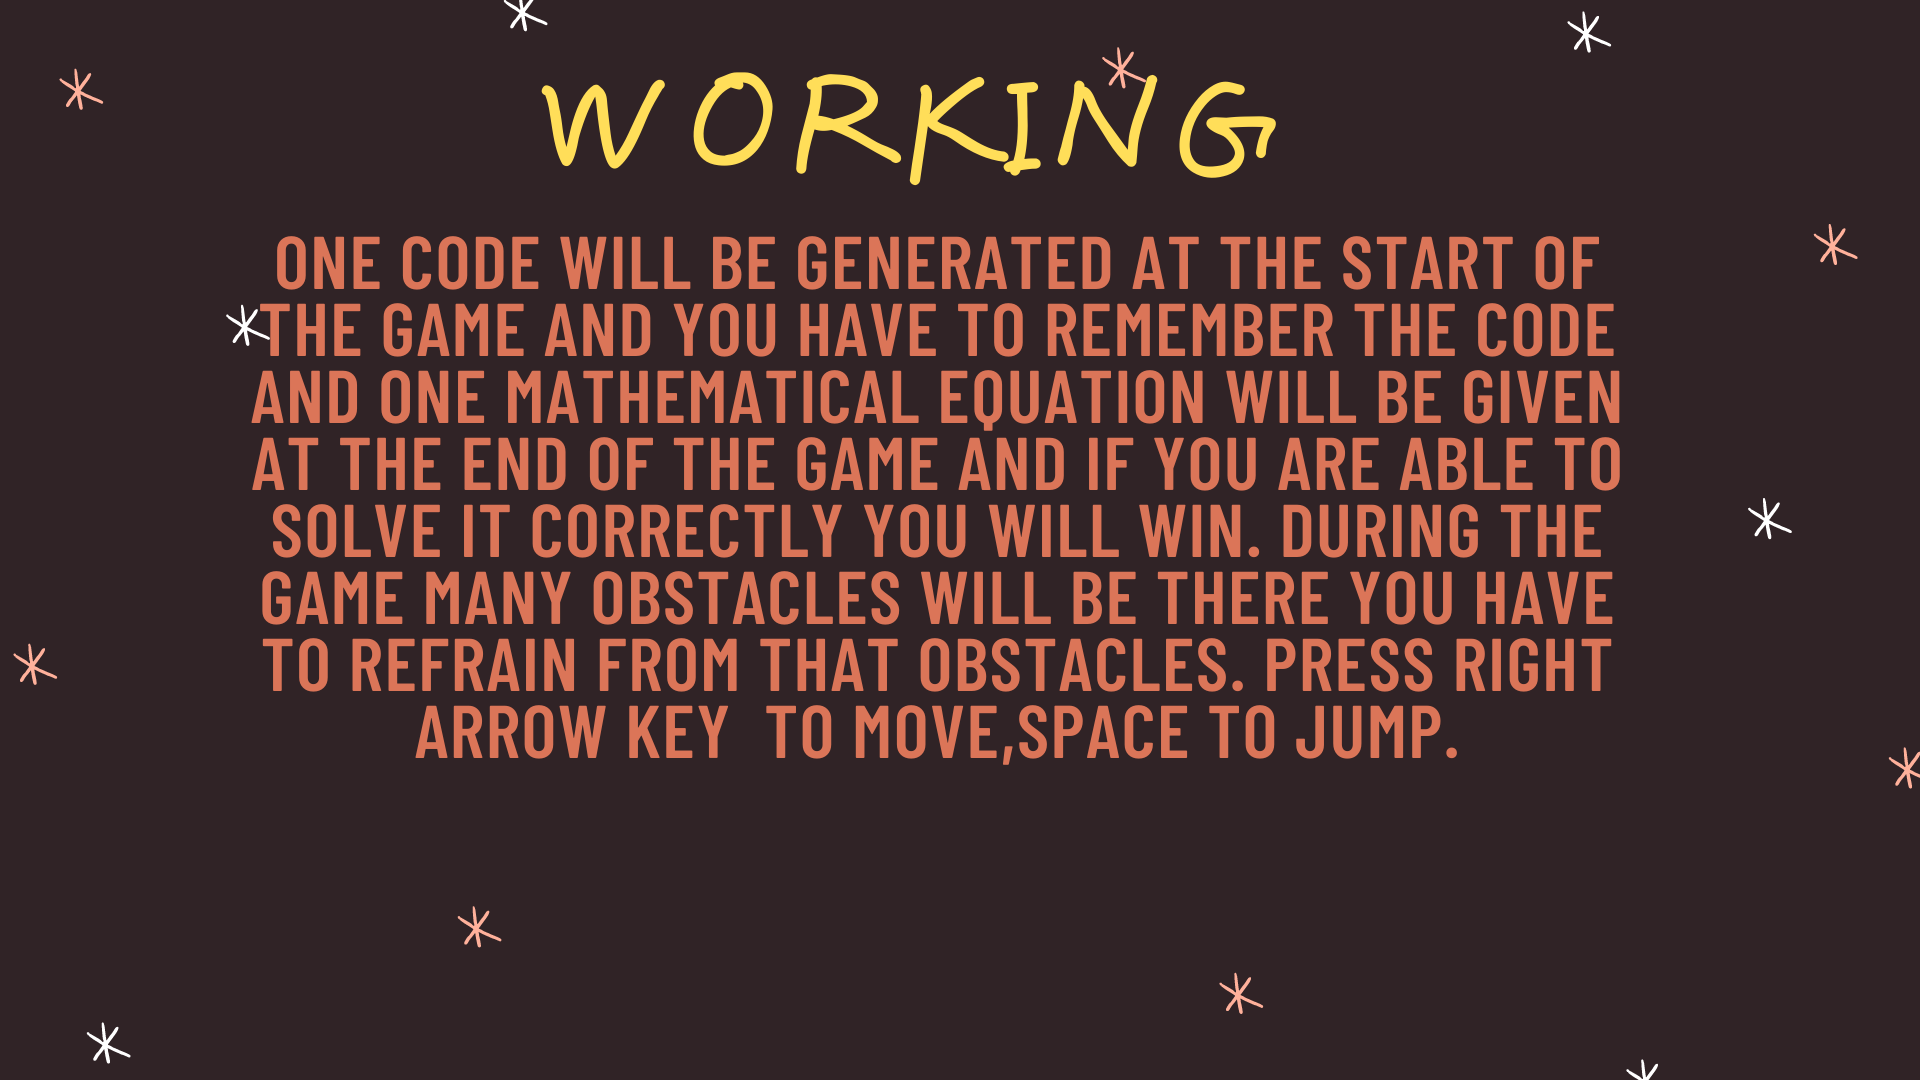 WORKING
ONE CODE WILL BE GENERATED AT THE START OF
THE GAME AND YOU HAVE TO REMEMBER THE CODE
AND ONE MATHEMATICAL EQUATION WILL BE GIVEN
AT THE END OF THE GAME AND IF YOU ARE ABLE TO
SOLVE IT CORRECTLY YOU WILL WIN. DURING THE
GAME MANY OBSTACLES WILL BE THERE YOU HAVE
TO REFRAIN FROM THAT OBSTACLES. PRESS RIGHT
ARROW KEY  TO MOVE,SPACE TO JUMP.